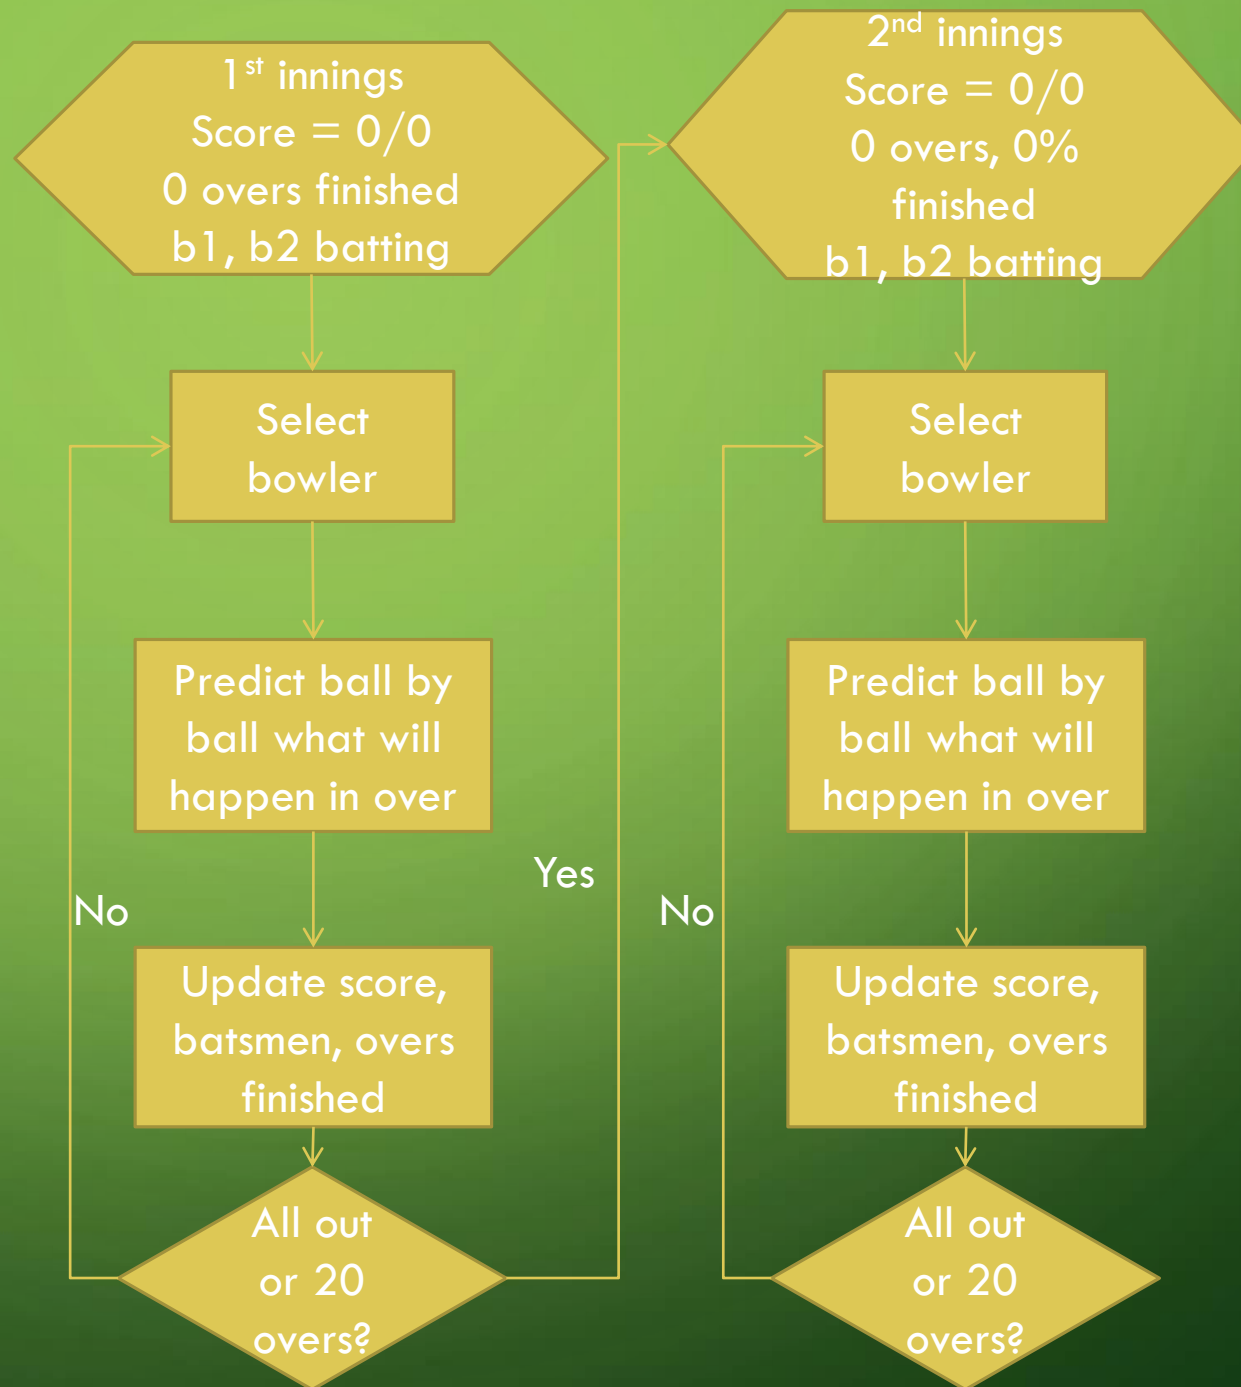 1st innings
Score = 0/0
0 overs finished
b1, b2 batting
Select
bowler
Predict ball by
ball what will
happen in over
No
Yes
Update score,
batsmen, overs
finished
All out
or 20
overs?
2nd innings
Score = 0/0
0 overs, 0%
finished
b1, b2 batting
Select
bowler
Predict ball by
ball what will
happen in over
No
Update score,
batsmen, overs
finished
All out
or 20
overs?